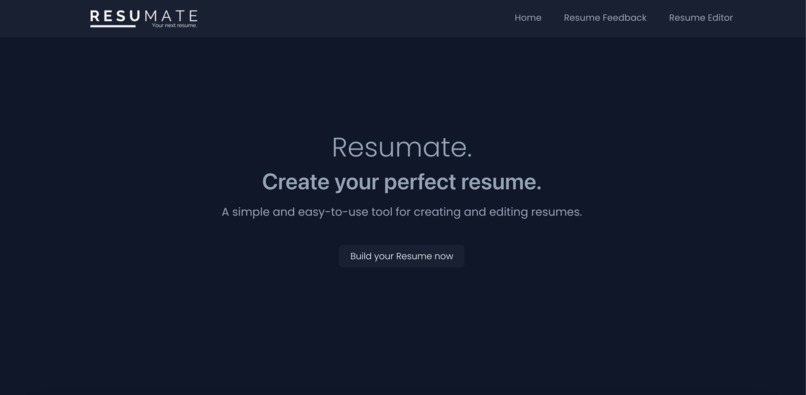 RESUMATE
Your next resume.
Home Resume Feedback Resume Editor
Resumate.
Create your perfect resume.
A simple and easy-to-use tool for creating and editing resumes.
Build your Resume now